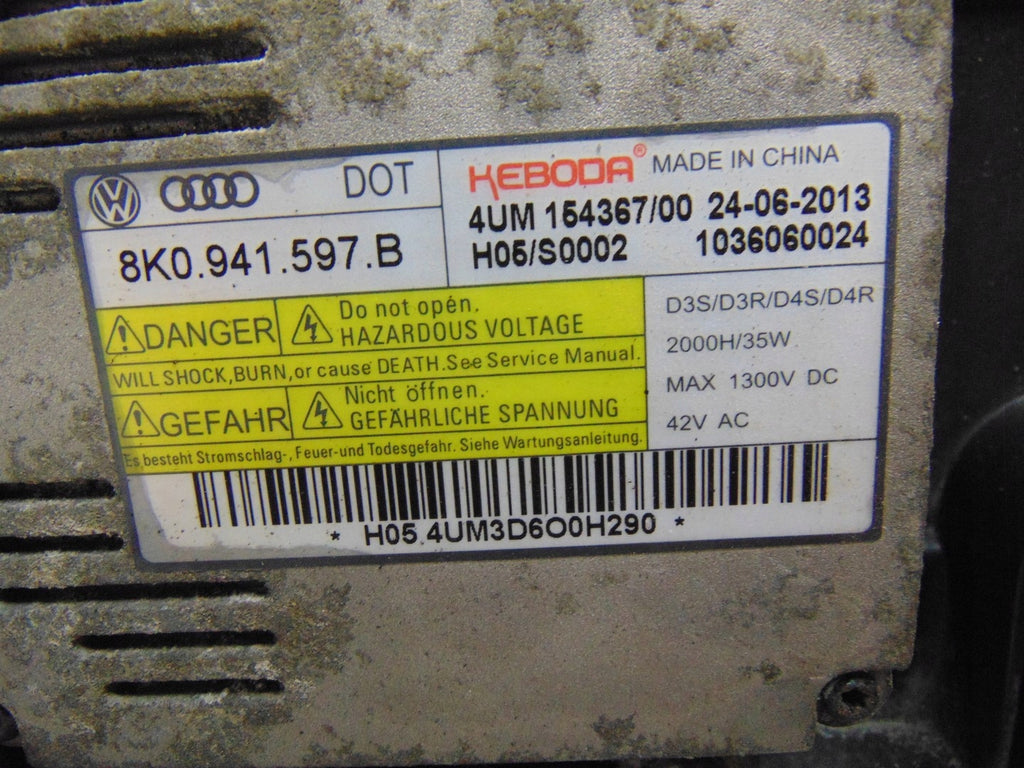 DOT
8K0.941.597.B
KEBODA® MADE IN CHINA
4UM 154367/00 24-06-2013
H05/S0002 1036060024
DANGER
Do not opén.
HAZARDOUS VOLTAGE
WILL SHOCK,BURN,or cause DEATH.See Service Manual.
GEFAHR
Nicht öffnen.
GEFÄHRLICHE SPANNUNG
Es besteht Stromschlag-, Feuer-und Todesgefahr. Siehe Wartungsanleitung.
D3S/D3R/D4S/D4R
2000H/35W
MAX 1300V DC
42V AC
* H05 4UM3D6O0H290 *